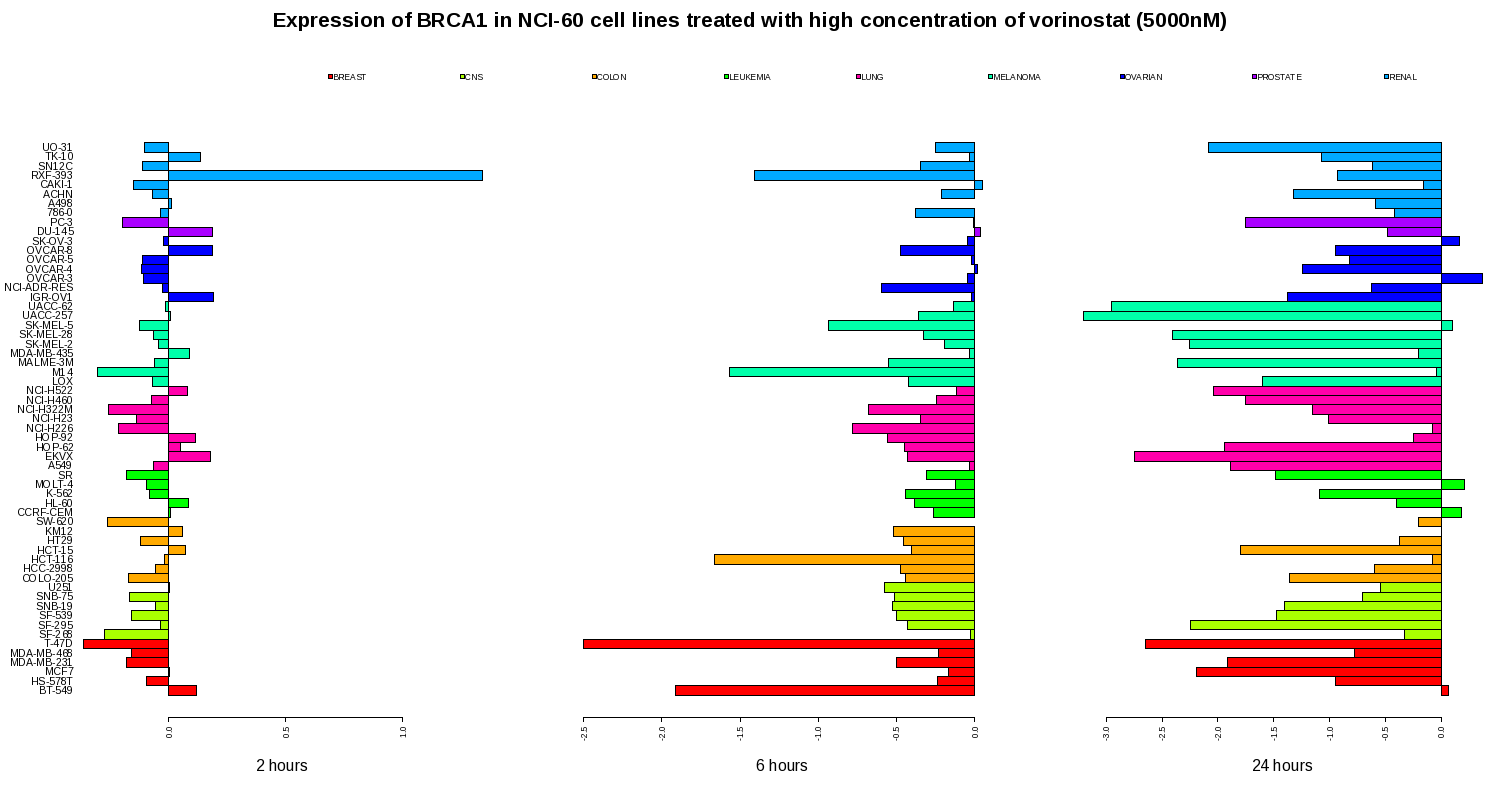 Expression of BRCA1 in NCI-60 cell lines treated with high concentration of vorinostat (5000nM)
BREAST CNS COLON LEUKEMIA LUNG MELANOMA OVARIAN PROSTATE RENAL
UO-31
TK-10
SN12C
RXF-393
CAKI-1
ACHN
A498
786-0
PC-3
DU-145
SK-OV-3
OVCAR-8
OVCAR-5
OVCAR-4
OVCAR-3
NCI-ADR-RES
IGR-OV1
UACC-62
UACC-257
SK-MEL-5
SK-MEL-28
SK-MEL-2
MDA-MB-435
MALME-3M
M14
LOX
NCI-H522
NCI-H460
NCI-H322M
NCI-H23
NCI-H226
HOP-92
HOP-62
EKVX
A549
SR
MOLT-4
K-562
HL-60
CCRF-CEM
SW-620
KM12
HT29
HCT-15
HCT-116
HCC-2998
COLO-205
U251
SNB-75
SNB-19
SF-539
SF-295
SF-268
T-47D
MDA-MB-468
MDA-MB-231
MCF7
HS-578T
BT-549
0.0 0.5 1.0
-2.5 -2.0 -1.5 -1.0 -0.5 0.0
-3.0 -2.5 -2.0 -1.5 -1.0 -0.5 0.0
2 hours
6 hours
24 hours